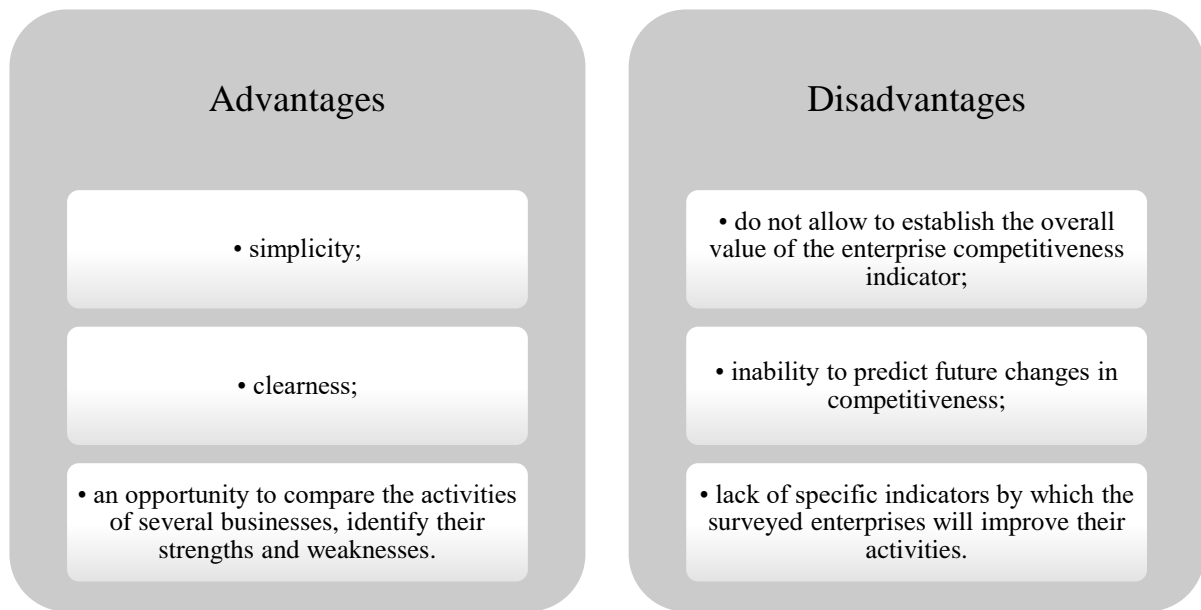 Advantages
• simplicity;
• clearness;
• an opportunity to compare the activities
of several businesses, identify their
strengths and weaknesses.
Disadvantages
• do not allow to establish the overall
value of the enterprise competitiveness
indicator;
• inability to predict future changes in
competitiveness;
• lack of specific indicators by which the
surveyed enterprises will improve their
activities.